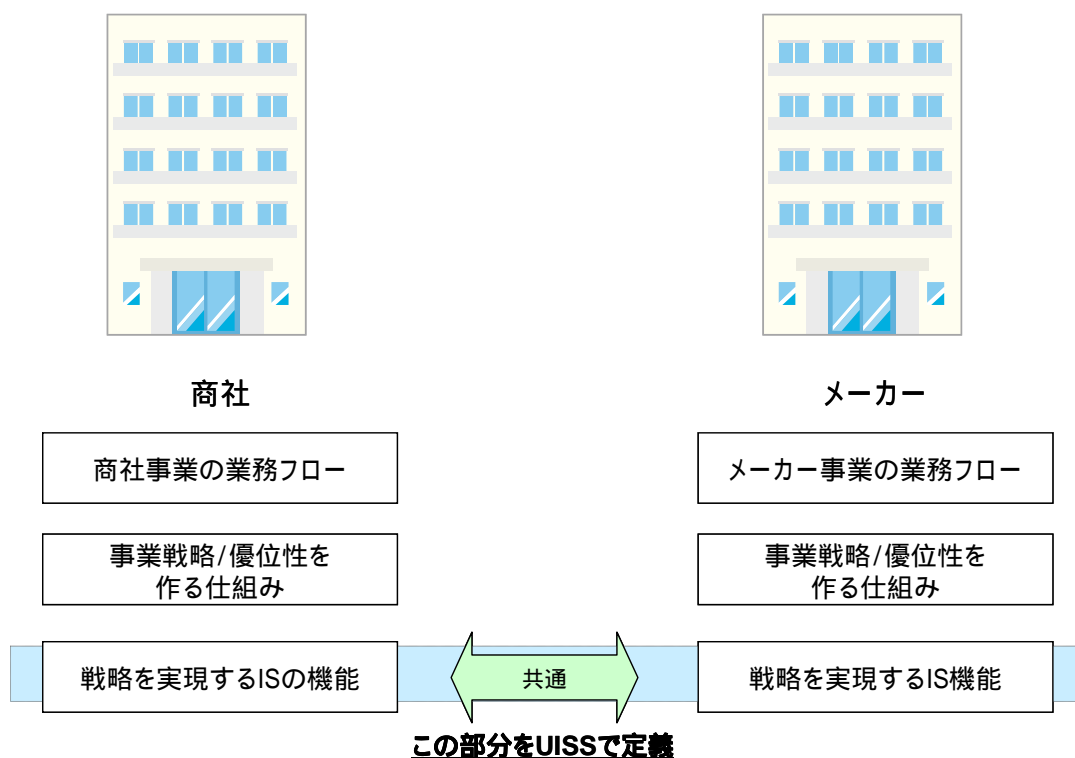 商社
メーカー
商社事業の業務フロー
メーカー事業の業務フロー
事業戦略/優位性を
作る仕組み
事業戦略/優位性を
作る仕組み
戦略を実現するISの機能
共通
戦略を実現するIS機能
この部分をUISSで定義